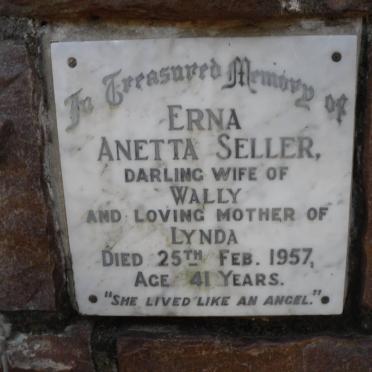 In Treasured Memory of
ERNA
ANETTA SELLER,
DARLING WIFE OF
WALLY
AND LOVING MOTHER OF
LYNDA
DIED 25TH FEB. 1957,
AGE 41 YEARS.
"SHE LIVED LIKE AN ANGEL."